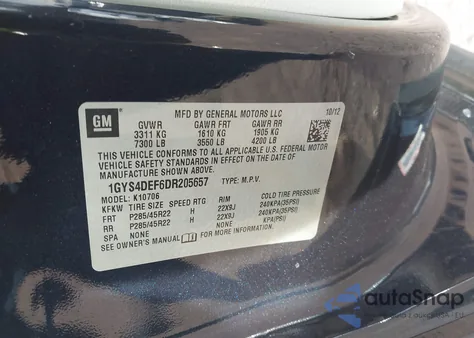 GM
MFD BY GENERAL MOTORS LLC
10/12
GVWR GAWR FRT GAWR RR
3311 KG 1610 KG 1905 KG
7300 LB 3550 LB 4200 LB
THIS VEHICLE CONFORMS TO ALL APPLICABLE U.S. FEDERAL
MOTOR VEHICLE SAFETY AND THEFT PREVENTION
STANDARDS IN EFFECT ON THE DATE OF
MANUFACTURE SHOWN ABOVE.
1GYS4DEF6DR205657 TYPE: M.P.V.
MODEL: K10706
KFKW TIRE SIZE SPEED RTG RIM COLD TIRE PRESSURE
FRT P285/45R22 H 22X9J 240KPA(35PSI)
RR P285/45R22 H 22X9J 240KPA(35PSI)
SPA NONE NONE KPA(PSI)
SEE OWNER'S MANUAL FOR MORE INFORMATION.
autoSnap